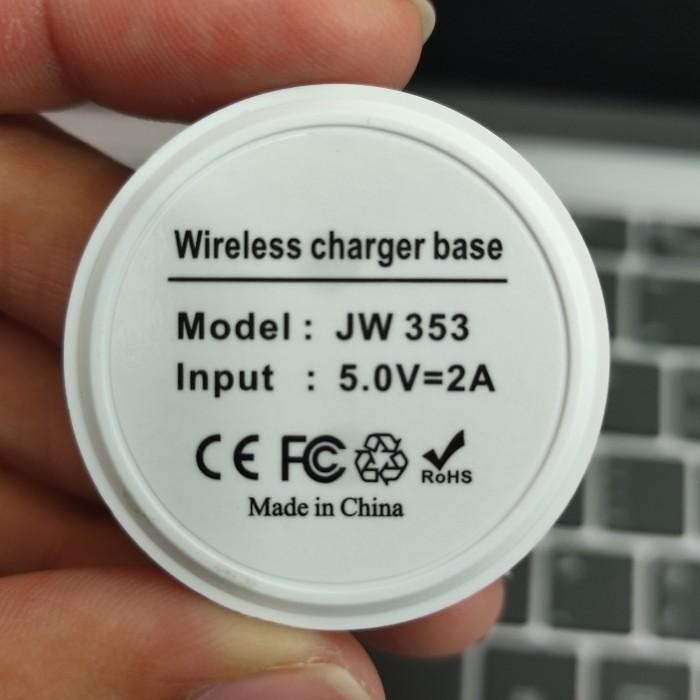 Wireless charger base
Model : JW 353
Input : 5.0V=2A
CE FC RoHS
Made in China